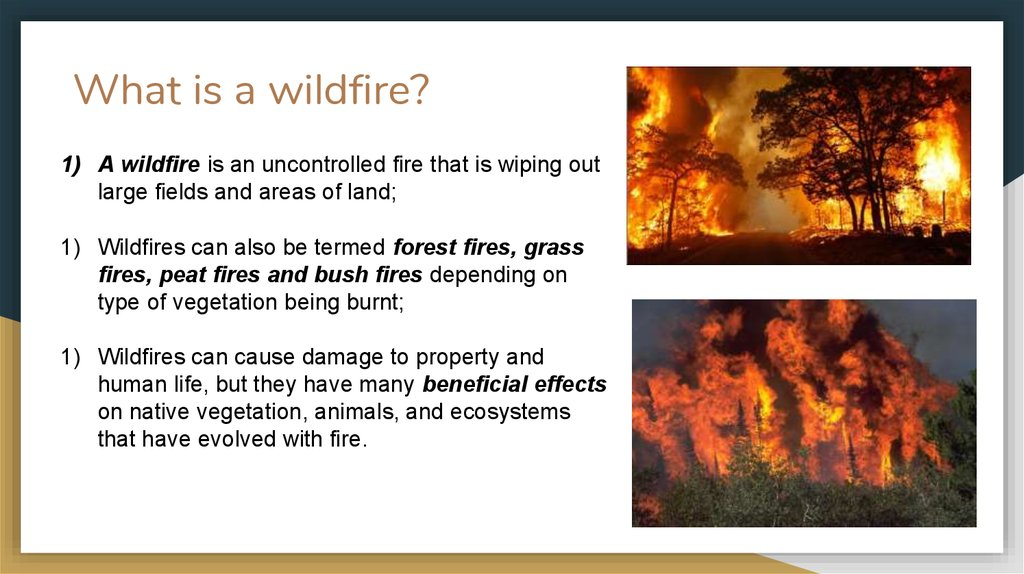 What is a wildfire?
1) A wildfire is an uncontrolled fire that is wiping out
large fields and areas of land;
1) Wildfires can also be termed forest fires, grass
fires, peat fires and bush fires depending on
type of vegetation being burnt;
1) Wildfires can cause damage to property and
human life, but they have many beneficial effects
on native vegetation, animals, and ecosystems
that have evolved with fire.